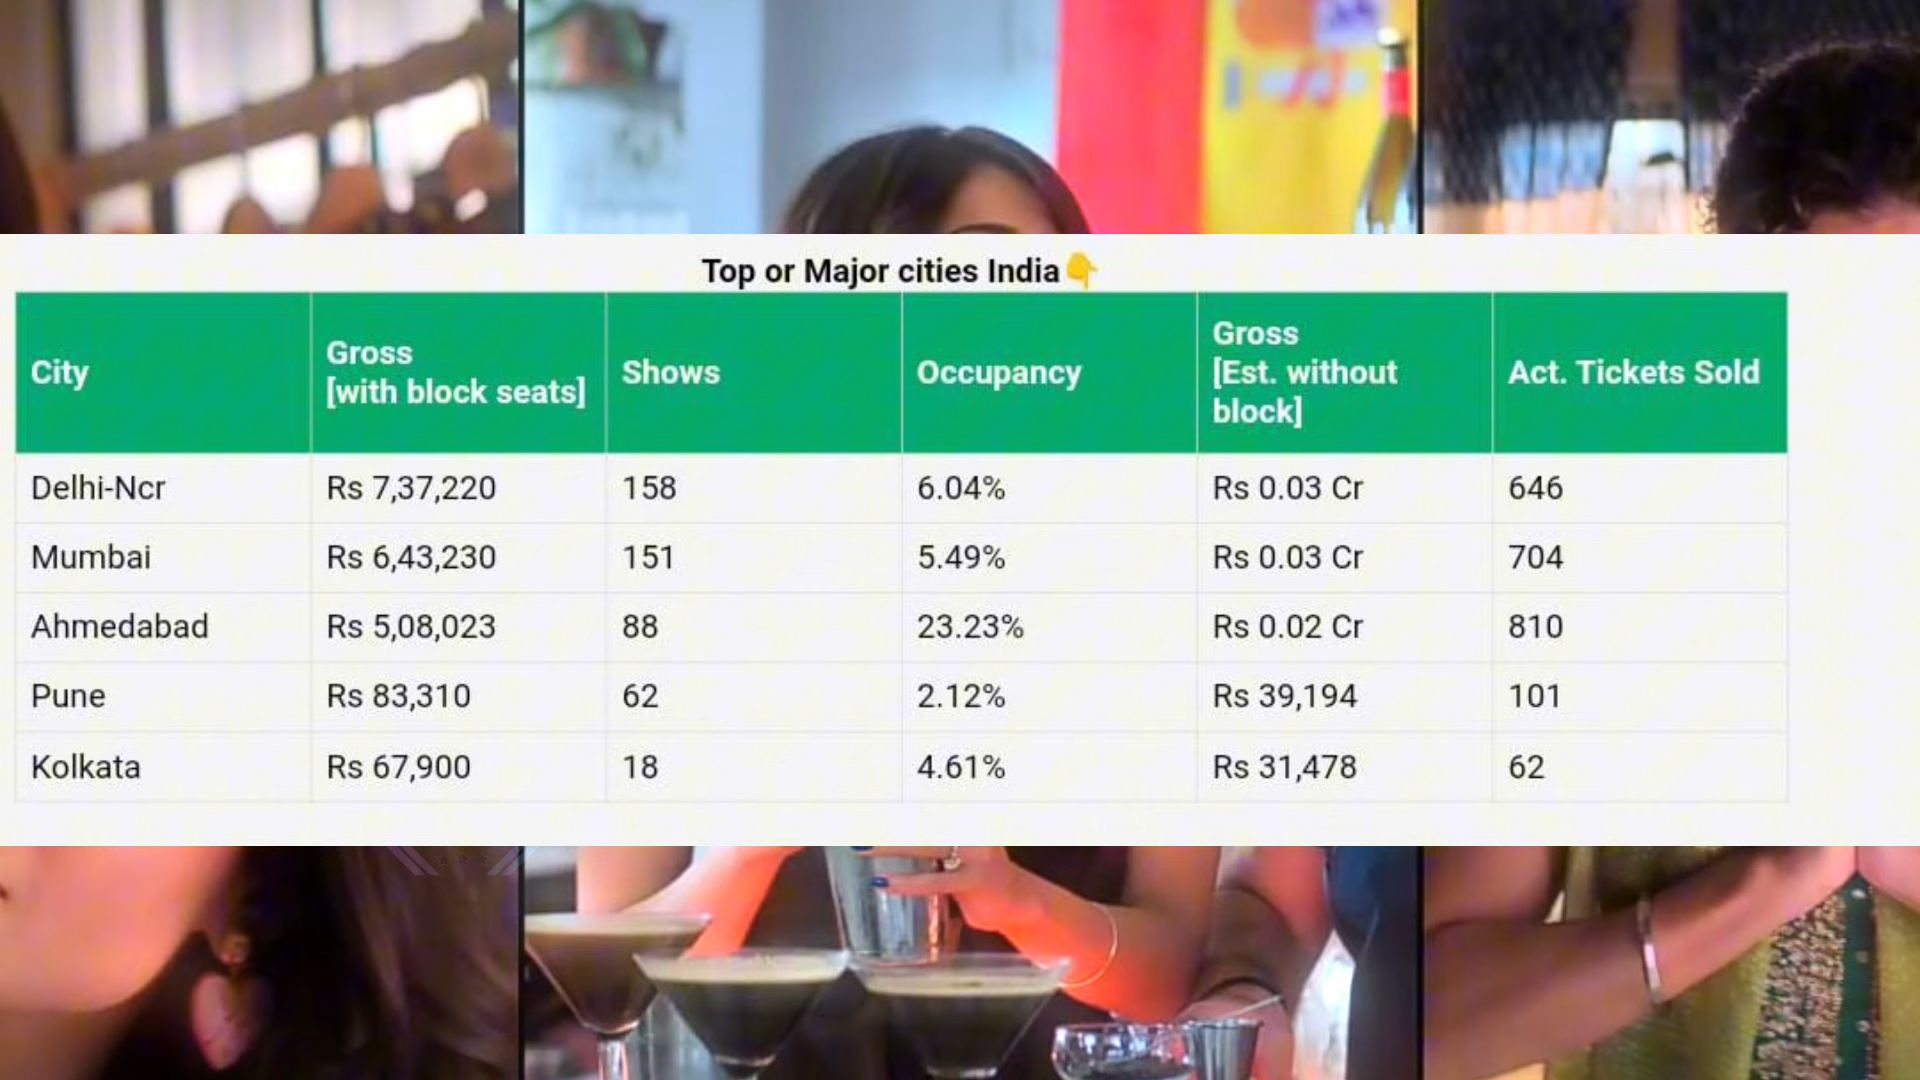 Top or Major cities India👇
City
Gross
[with block seats]
Shows
Occupancy
Gross
[Est. without
block]
Act. Tickets Sold
Delhi-Ncr Rs 7,37,220 158 6.04% Rs 0.03 Cr 646
Mumbai Rs 6,43,230 151 5.49% Rs 0.03 Cr 704
Ahmedabad Rs 5,08,023 88 23.23% Rs 0.02 Cr 810
Pune Rs 83,310 62 2.12% Rs 39,194 101
Kolkata Rs 67,900 18 4.61% Rs 31,478 62